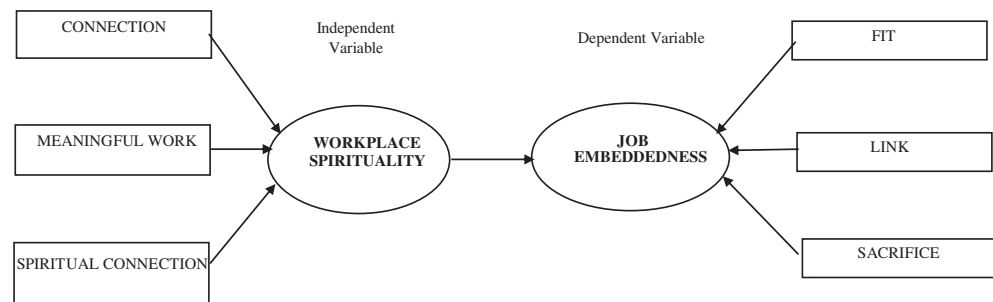 CONNECTION
Independent
Variable
Dependent Variable
FIT
MEANINGFUL WORK
WORKPLACE
SPIRITUALITY
JOB
EMBEDDEDNESS
LINK
SPIRITUAL CONNECTION
SACRIFICE